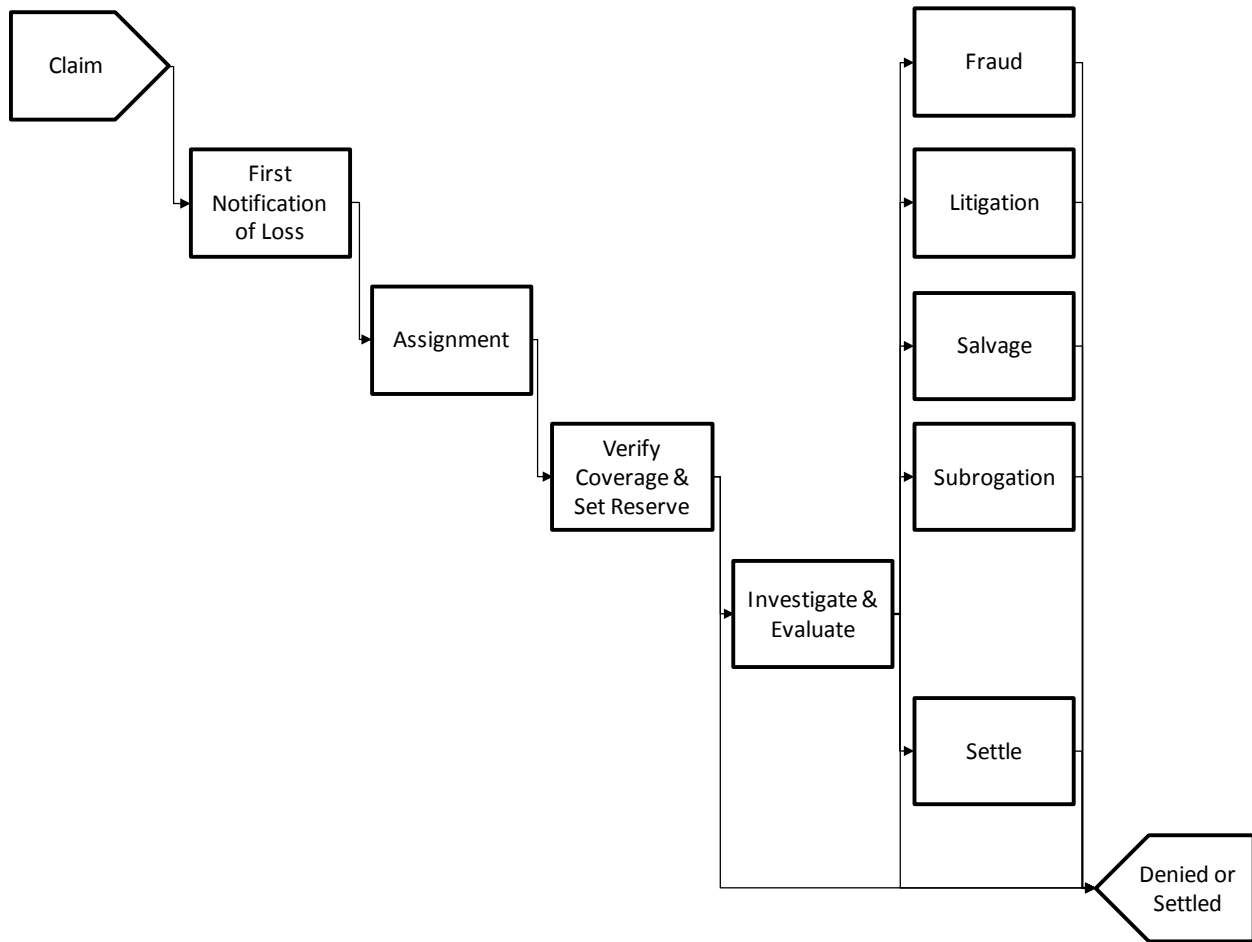 Claim
Fraud
First
Notification
of Loss
Litigation
Assignment
Salvage
Verify
Coverage &
Set Reserve
Subrogation
Investigate &
Evaluate
Settle
Denied or
Settled